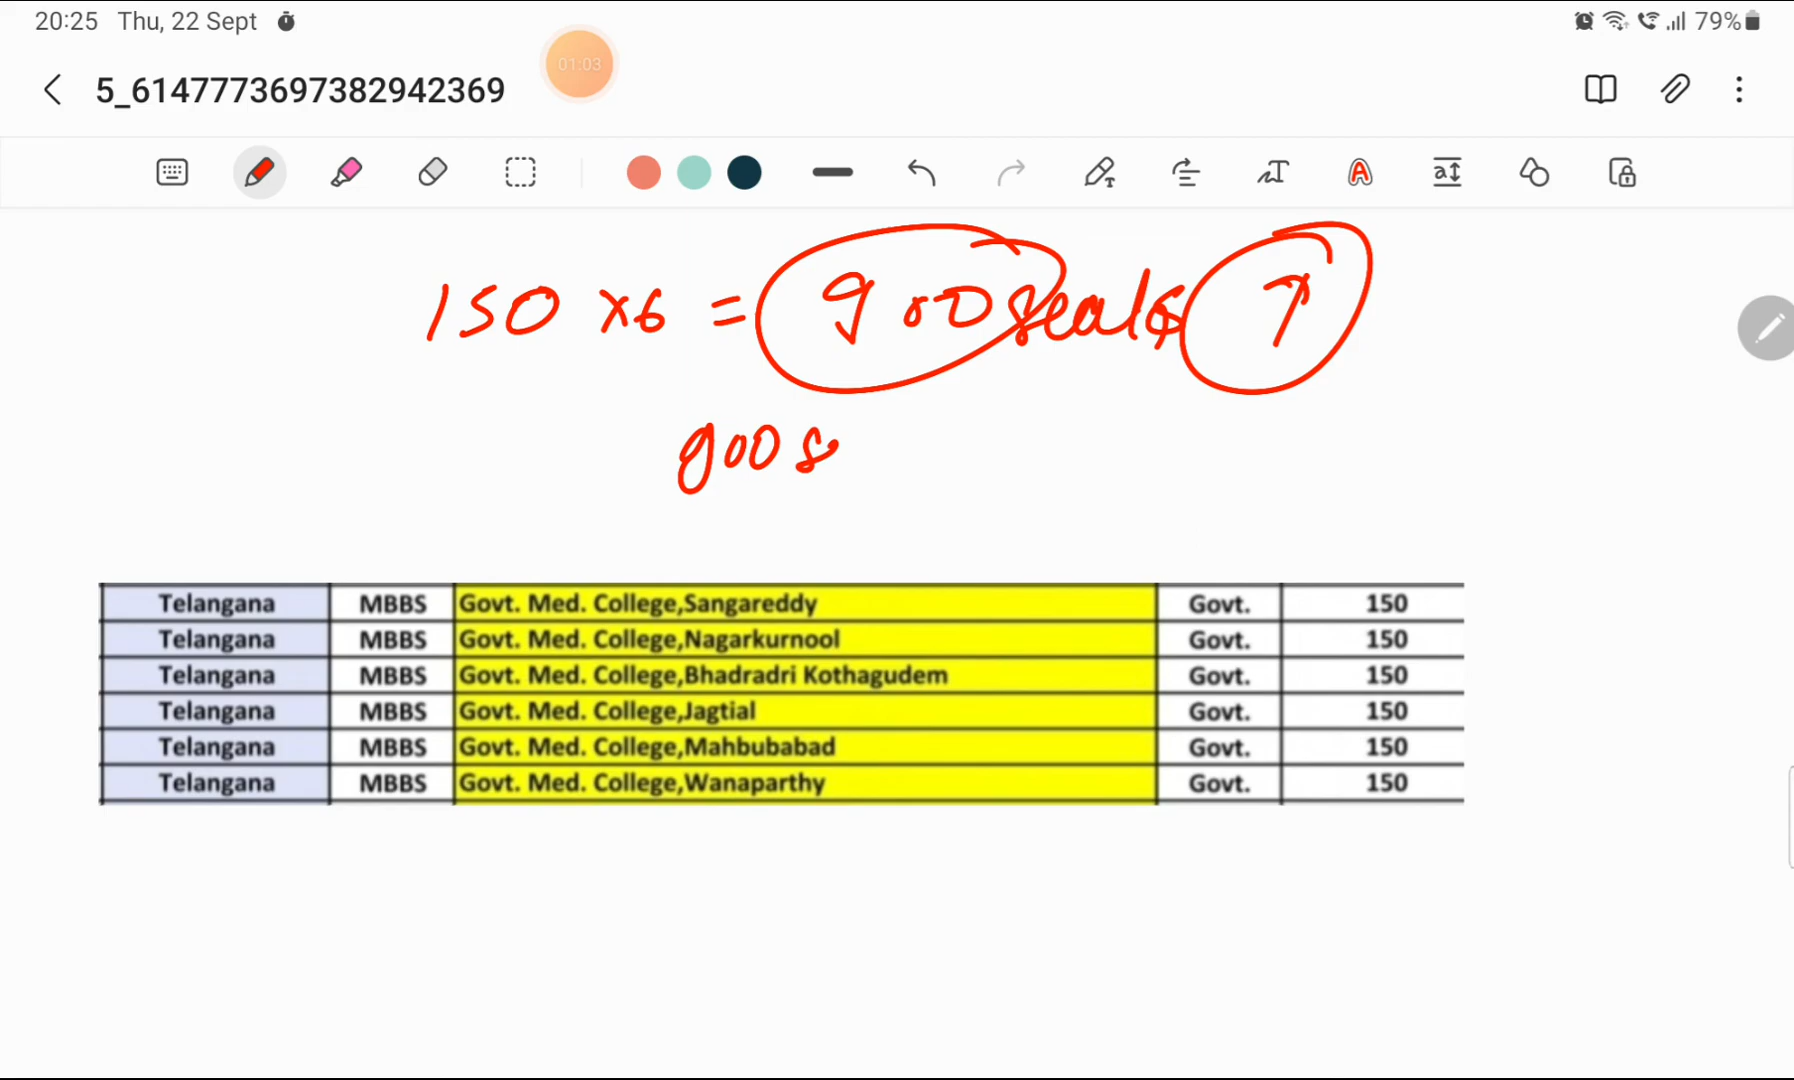 20:25 Thu, 22 Sept 79%
01:03
5_6147773697382942369
150 x6 = 900 seats ↑
900 s
Telangana MBBS Govt. Med. College,Sangareddy Govt. 150
Telangana MBBS Govt. Med. College,Nagarkurnool Govt. 150
Telangana MBBS Govt. Med. College,Bhadradri Kothagudem Govt. 150
Telangana MBBS Govt. Med. College,Jagtial Govt. 150
Telangana MBBS Govt. Med. College,Mahbubabad Govt. 150
Telangana MBBS Govt. Med. College,Wanaparthy Govt. 150